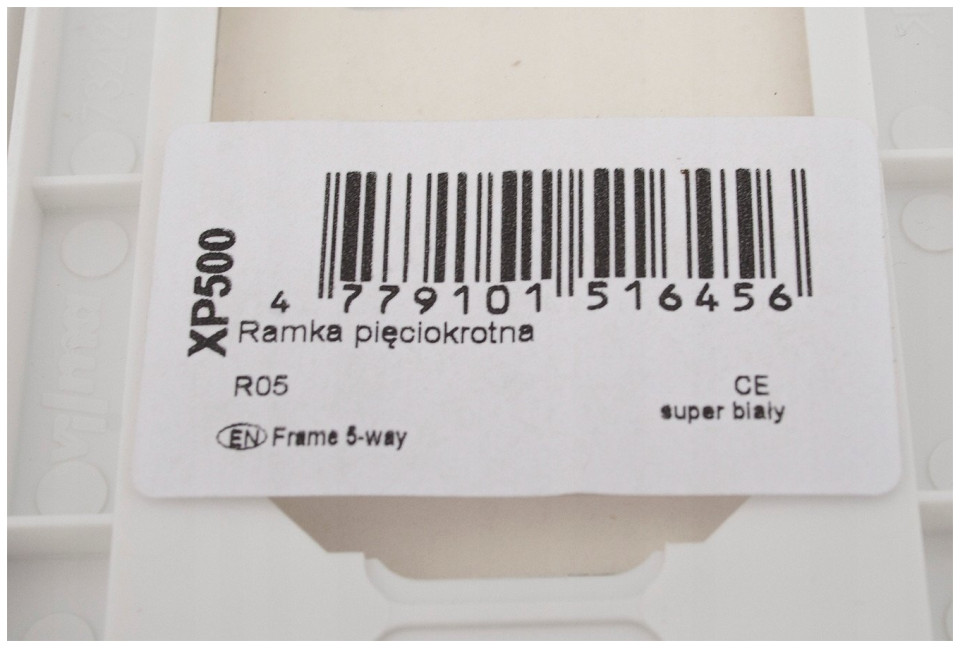 XP500
4 779101 516456
Ramka pięciokrotna
R05
CE
super biały
EN Frame 5-way